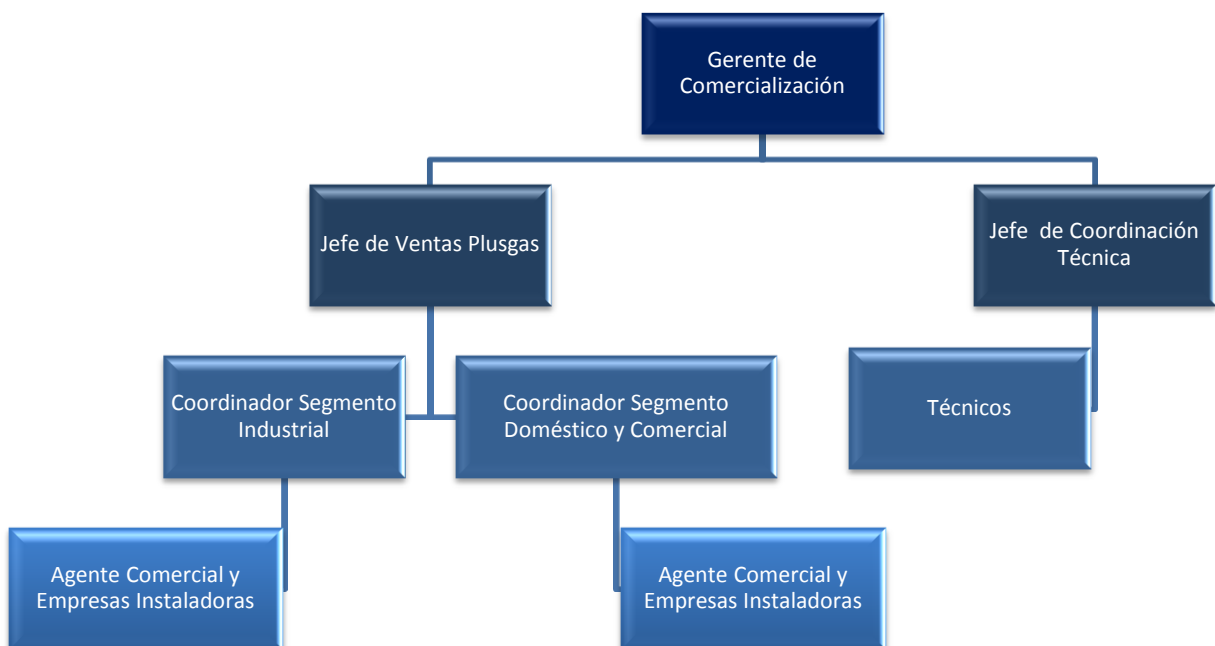 Gerente de
Comercialización
Jefe de Ventas Plusgas
Jefe de Coordinación
Técnica
Coordinador Segmento
Industrial
Coordinador Segmento
Doméstico y Comercial
Técnicos
Agente Comercial y
Empresas Instaladoras
Agente Comercial y
Empresas Instaladoras